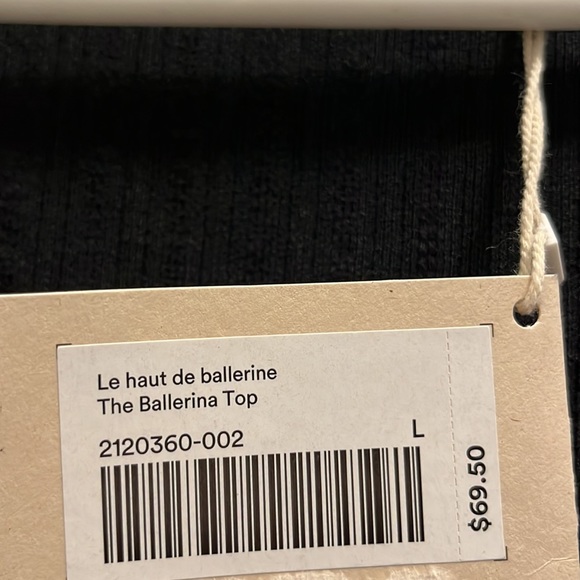 Le haut de ballerine
The Ballerina Top
2120360-002 L
$69.50